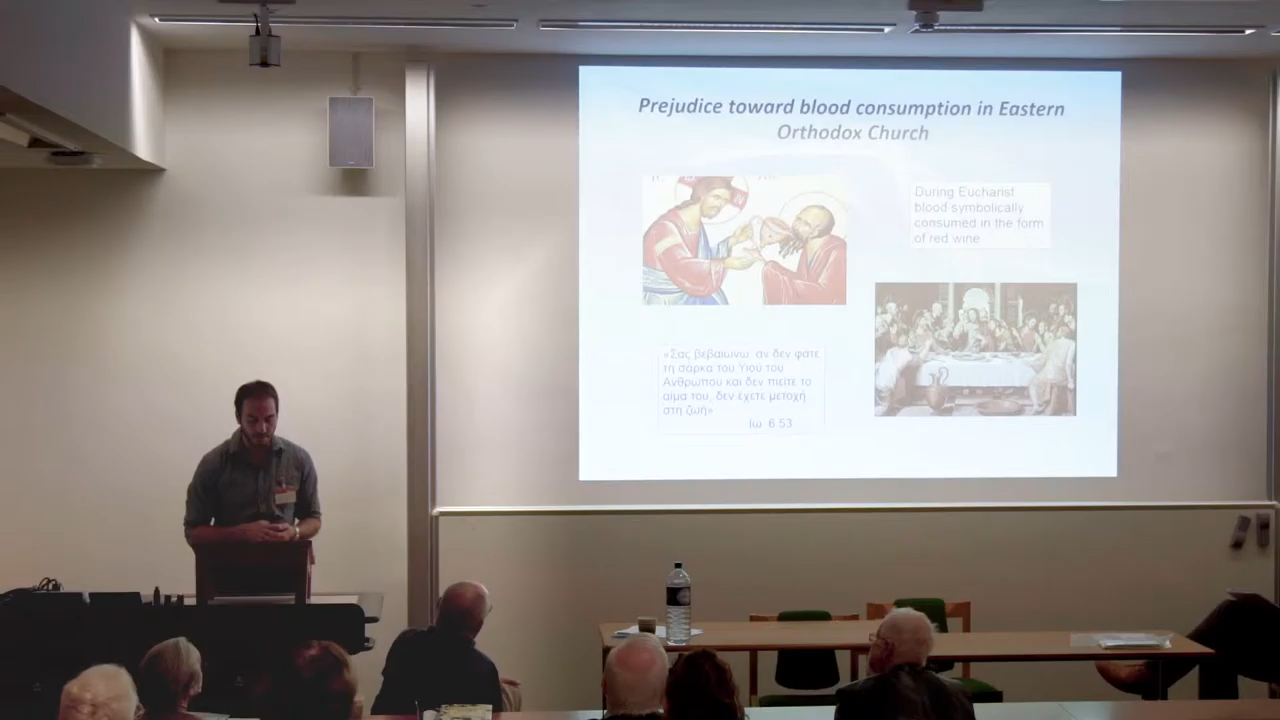 Prejudice toward blood consumption in Eastern
Orthodox Church
During Eucharist
blood symbolically
consumed in the form
of red wine
«Σας βεβαιώνω, αν δεν φάτε
τη σάρκα του Υιού του
Ανθρώπου και δεν πιείτε το
αίμα του, δεν έχετε μετοχή
στη ζωή»
Ιω. 6.53